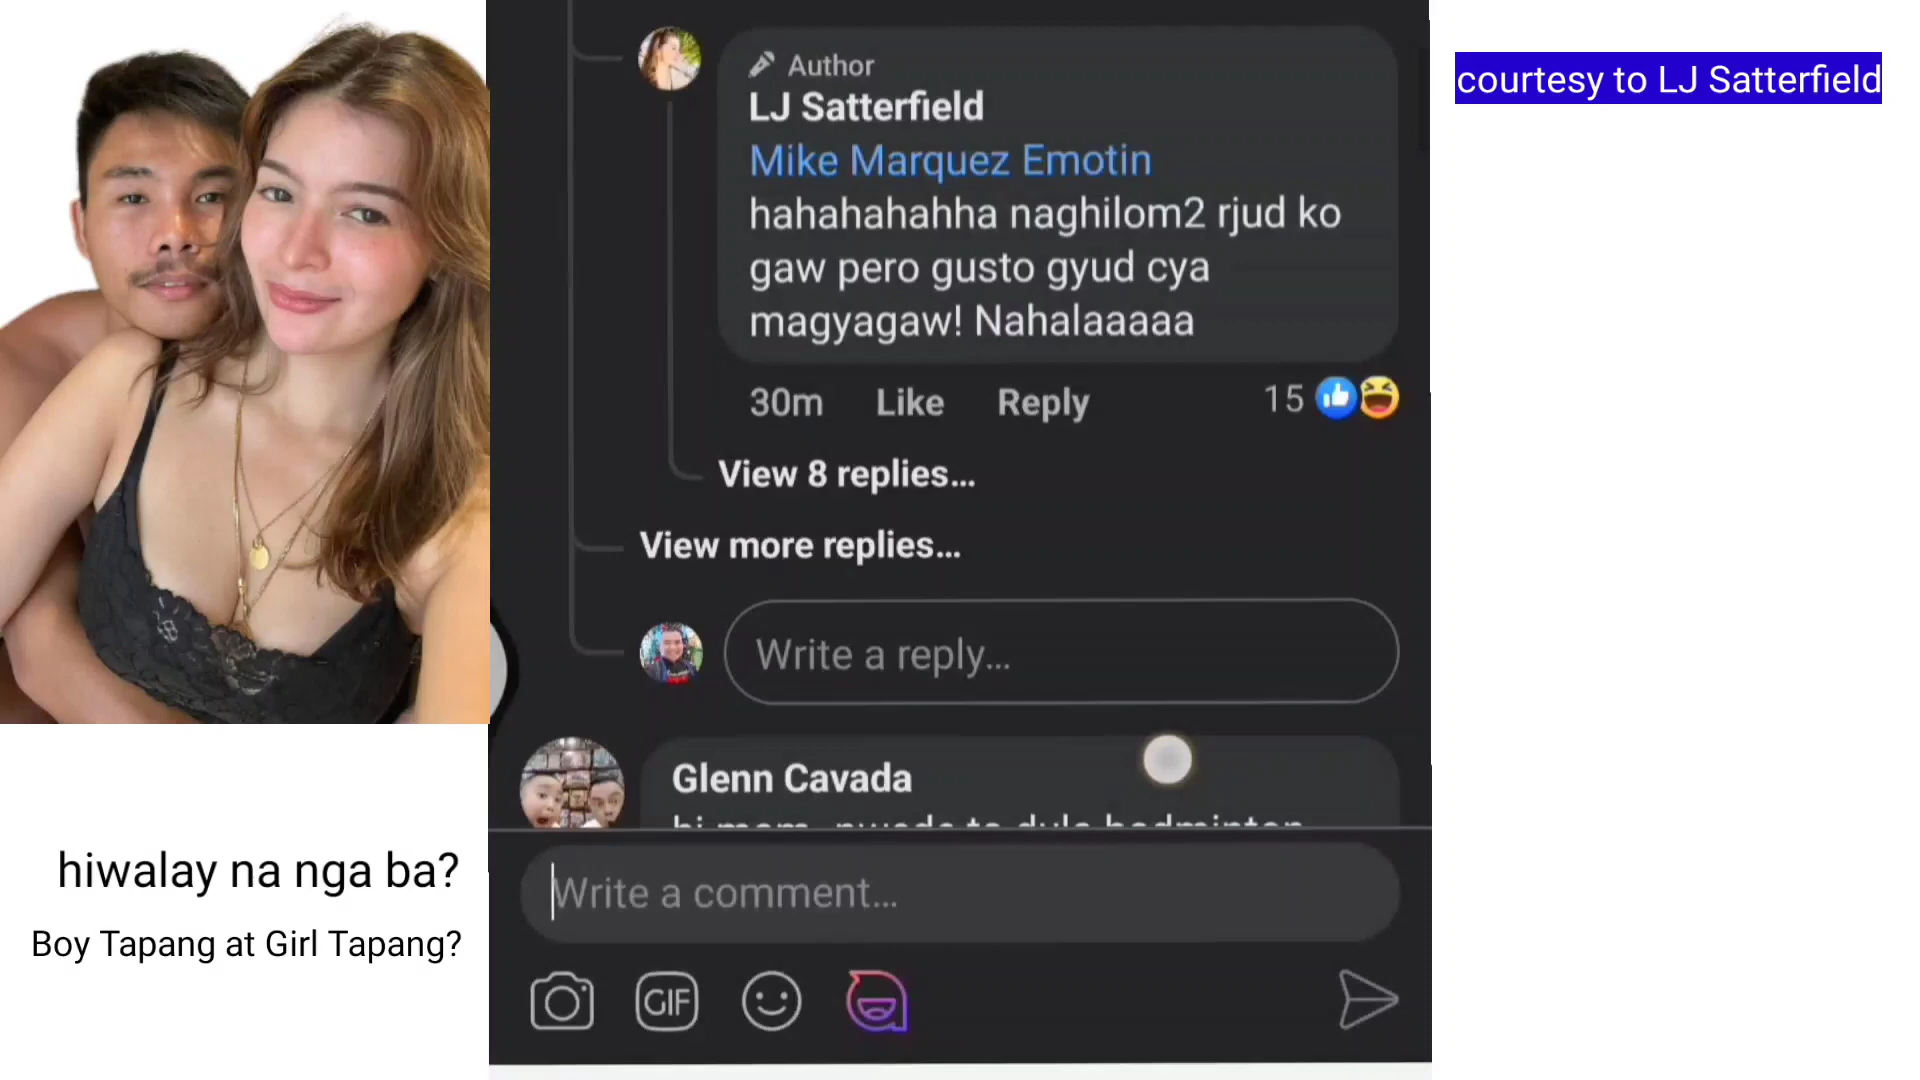 courtesy to LJ Satterfield
Author
LJ Satterfield
Mike Marquez Emotin
hahahahahha naghilom2 rjud ko
gaw pero gusto gyud cya
magyagaw! Nahalaaaaa
30m Like Reply 15
View 8 replies...
View more replies...
Write a reply...
Glenn Cavada
Write a comment...
GIF
hiwalay na nga ba?
Boy Tapang at Girl Tapang?